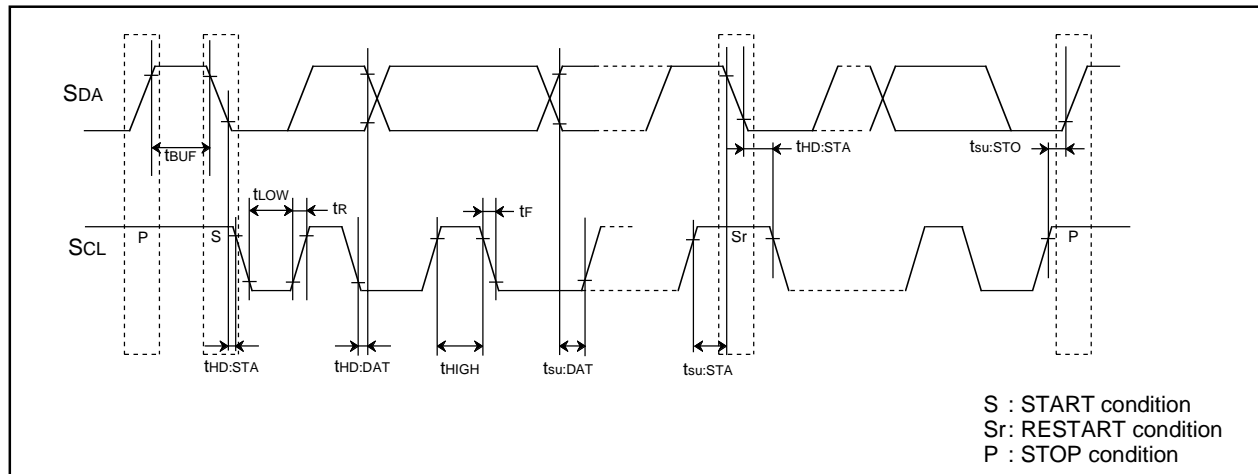 SDA
tBUF
tHD:STA
tsu:STO
tLOW
tR
tF
SCL
P
S
Sr
P
tHD:STA
tHD:DAT
tHIGH
tsu:DAT
tsu:STA
S : START condition
Sr: RESTART condition
P : STOP condition